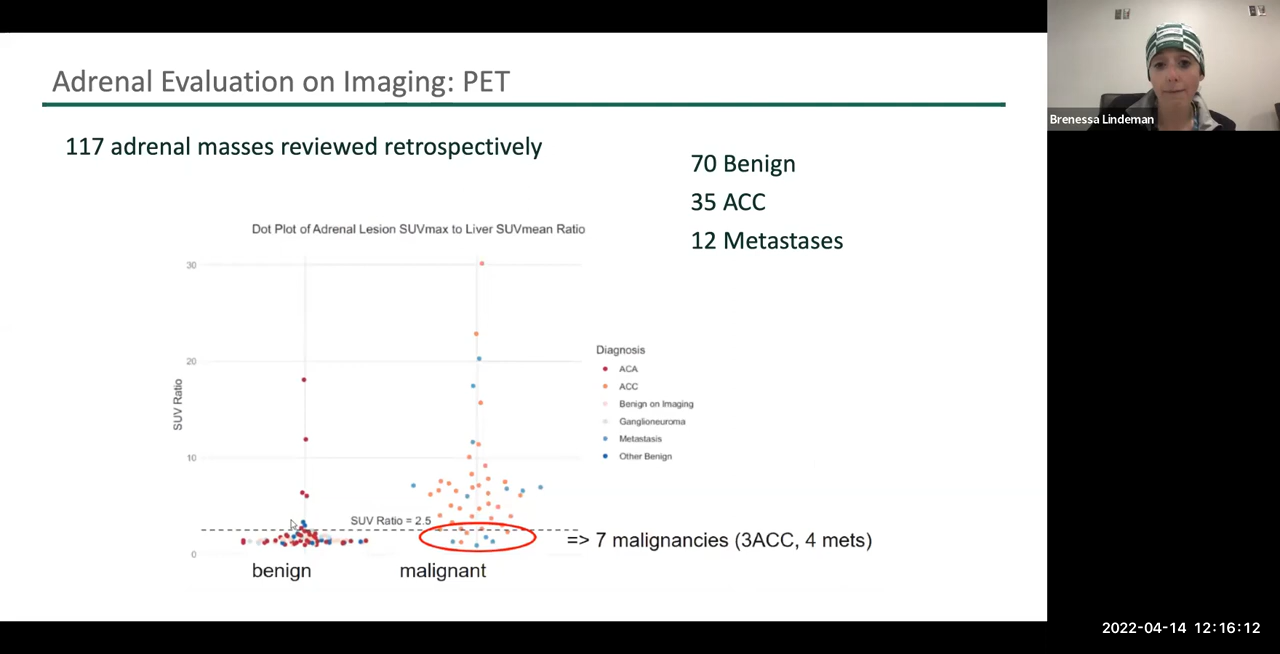 Adrenal Evaluation on Imaging: PET
117 adrenal masses reviewed retrospectively
70 Benign
35 ACC
12 Metastases
Dot Plot of Adrenal Lesion SUVmax to Liver SUVmean Ratio
30
20
10
0
SUV Ratio
SUV Ratio = 2.5
benign
malignant
Diagnosis
ACA
ACC
Benign on Imaging
Ganglioneuroma
Metastasis
Other Benign
=> 7 malignancies (3ACC, 4 mets)
Brenessa Lindeman
2022-04-14 12:16:12